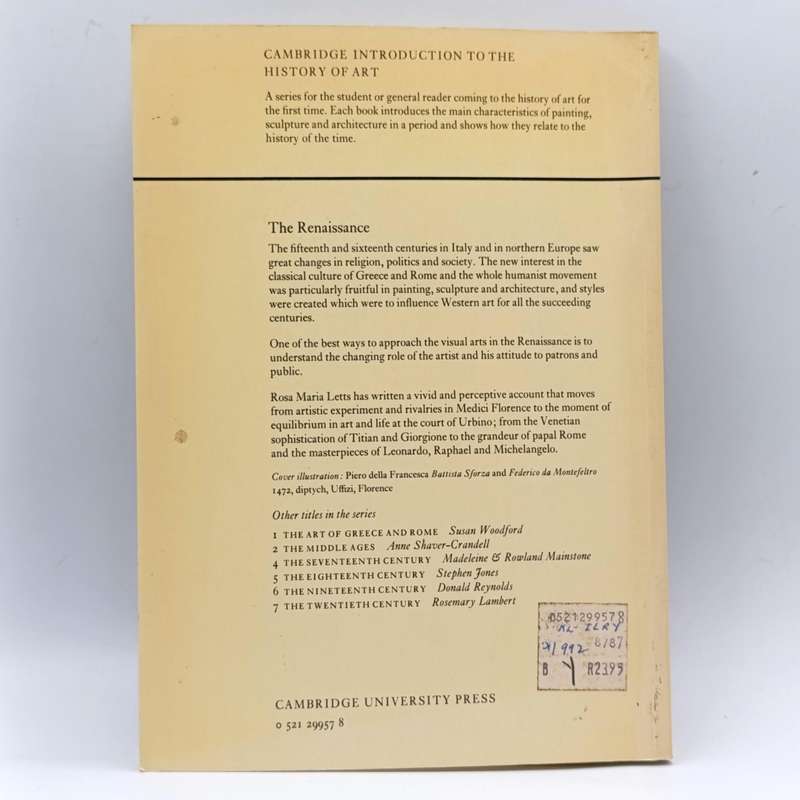 CAMBRIDGE INTRODUCTION TO THE
HISTORY OF ART
A series for the student or general reader coming to the history of art for
the first time. Each book introduces the main characteristics of painting,
sculpture and architecture in a period and shows how they relate to the
history of the time.
The Renaissance
The fifteenth and sixteenth centuries in Italy and in northern Europe saw
great changes in religion, politics and society. The new interest in the
classical culture of Greece and Rome and the whole humanist movement
was particularly fruitful in painting, sculpture and architecture, and styles
were created which were to influence Western art for all the succeeding
centuries.
One of the best ways to approach the visual arts in the Renaissance is to
understand the changing role of the artist and his attitude to patrons and
public.
Rosa Maria Letts has written a vivid and perceptive account that moves
from artistic experiment and rivalries in Medici Florence to the moment of
equilibrium in art and life at the court of Urbino; from the Venetian
sophistication of Titian and Giorgione to the grandeur of papal Rome
and the masterpieces of Leonardo, Raphael and Michelangelo.
Cover illustration: Piero della Francesca Battista Sforza and Federico da Montefeltro
1472, diptych, Uffizi, Florence
Other titles in the series
1 THE ART OF GREECE AND ROME Susan Woodford
2 THE MIDDLE AGES Anne Shaver-Crandell
4 THE SEVENTEENTH CENTURY Madeleine & Rowland Mainstone
5 THE EIGHTEENTH CENTURY Stephen Jones
6 THE NINETEENTH CENTURY Donald Reynolds
7 THE TWENTIETH CENTURY Rosemary Lambert
0521299578
8/87
B R2395
CAMBRIDGE UNIVERSITY PRESS
0 521 29957 8